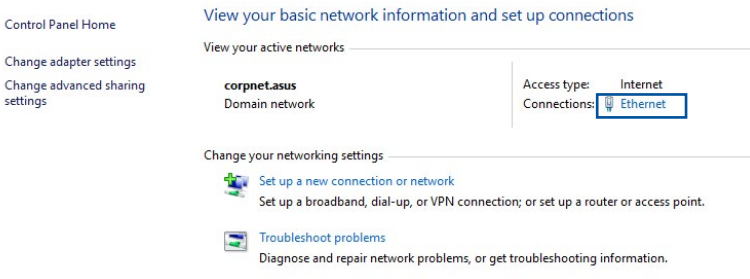 Control Panel Home
Change adapter settings
Change advanced sharing
settings
View your basic network information and set up connections
View your active networks
corpnet.asus
Domain network
Access type: Internet
Connections: Ethernet
Change your networking settings
Set up a new connection or network
Set up a broadband, dial-up, or VPN connection; or set up a router or access point.
Troubleshoot problems
Diagnose and repair network problems, or get troubleshooting information.